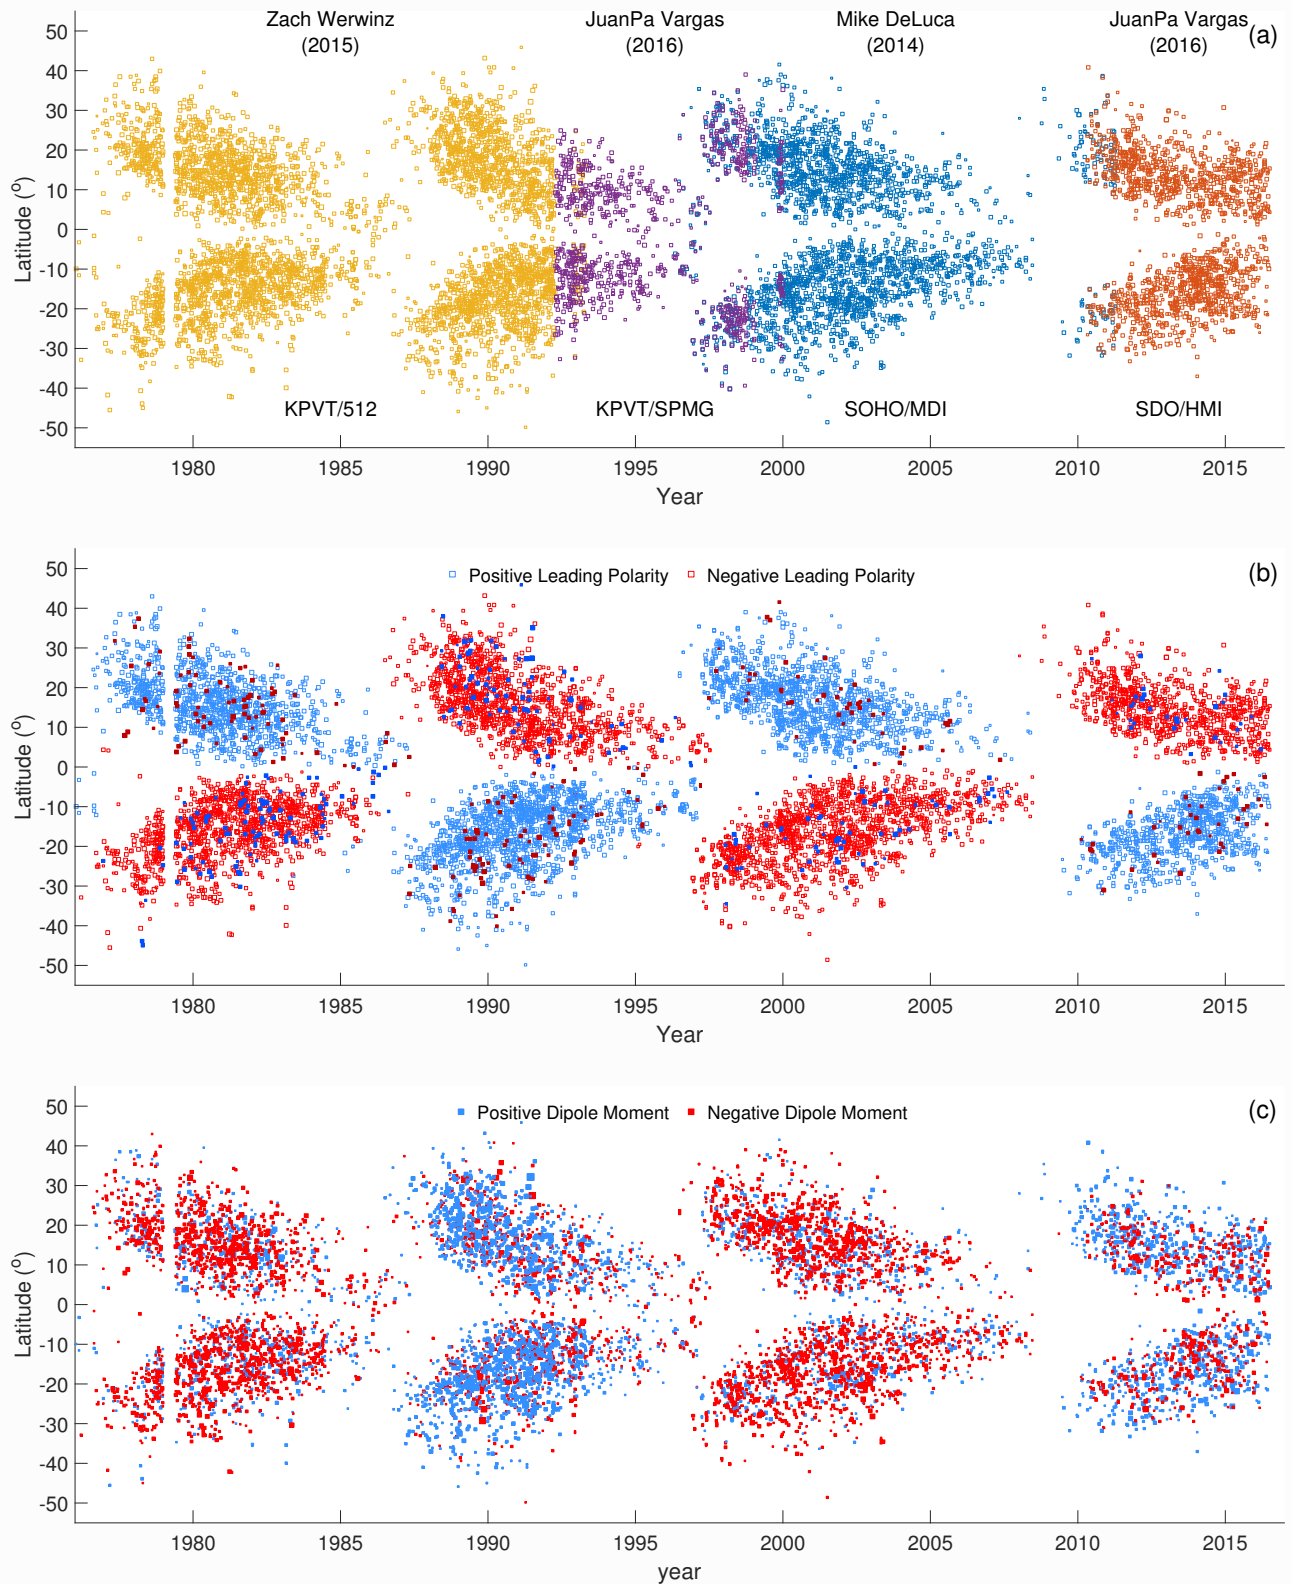 Zach Werwinz
(2015)
JuanPa Vargas
(2016)
Mike DeLuca
(2014)
JuanPa Vargas
(2016)
(a)
50
40
30
20
10
0
-10
-20
-30
-40
-50
Latitude (º)
KPVT/512
KPVT/SPMG
SOHO/MDI
SDO/HMI
1980
1985
1990
1995
2000
2005
2010
2015
Year
Positive Leading Polarity
Negative Leading Polarity
(b)
50
40
30
20
10
0
-10
-20
-30
-40
-50
Latitude (º)
1980
1985
1990
1995
2000
2005
2010
2015
Year
Positive Dipole Moment
Negative Dipole Moment
(c)
50
40
30
20
10
0
-10
-20
-30
-40
-50
Latitude (º)
1980
1985
1990
1995
2000
2005
2010
2015
year